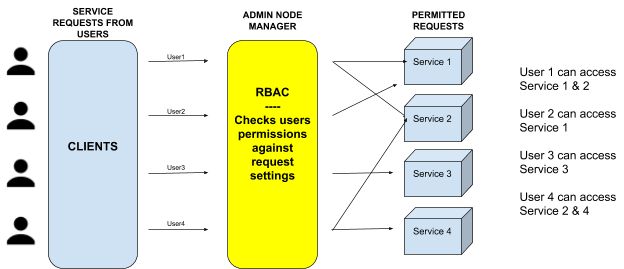 SERVICE
REQUESTS FROM
USERS
ADMIN NODE
MANAGER
PERMITTED
REQUESTS
CLIENTS
User1
User2
User3
User4
RBAC
----
Checks users
permissions
against
request
settings
Service 1
Service 2
Service 3
Service 4
User 1 can access
Service 1 & 2
User 2 can access
Service 1
User 3 can access
Service 3
User 4 can access
Service 2 & 4